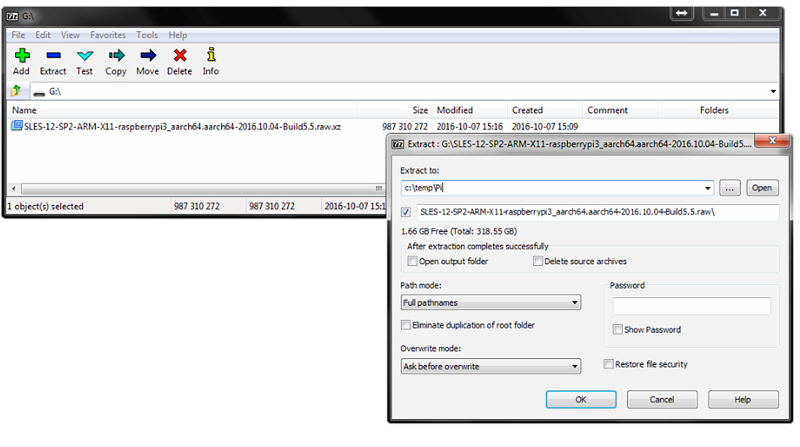 G:\
File Edit View Favorites Tools Help
Add Extract Test Copy Move Delete Info
G:\
Name Size Modified Created Comment Folders
SLES-12-SP2-ARM-X11-raspberrypi3_aarch64.aarch64-2016.10.04-Build5.5.raw.xz 987 310 272 2016-10-07 15:16 2016-10-07 15:09
1 object(s) selected 987 310 272 987 310 272 2016-10-07 15:1
Extract : G:\SLES-12-SP2-ARM-X11-raspberrypi3_aarch64.aarch64-2016.10.04-Build5.5....
Extract to:
c:\temp\Pi
... Open
SLES-12-SP2-ARM-X11-raspberrypi3_aarch64.aarch64-2016.10.04-Build5.5.raw\
1.66 GB Free (Total: 318.55 GB)
After extraction completes successfully
Open output folder Delete source archives
Path mode:
Full pathnames
Eliminate duplication of root folder
Overwrite mode:
Ask before overwrite
Password
Show Password
Restore file security
OK Cancel Help